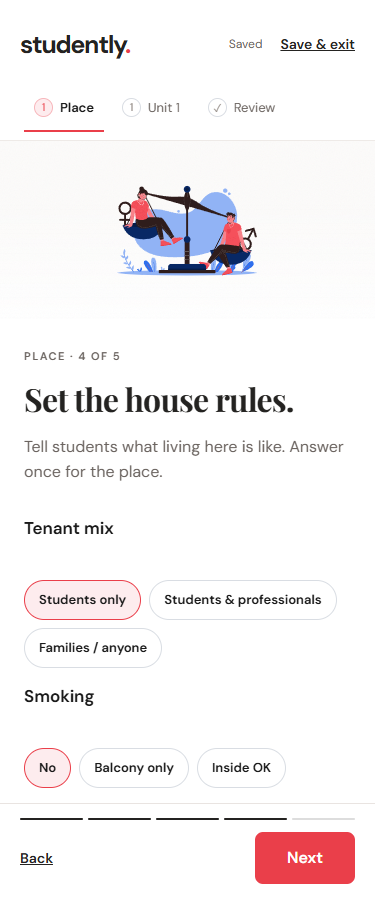 studently.
Saved Save & exit
1 Place 1 Unit 1 ✓ Review
PLACE · 4 OF 5
Set the house rules.
Tell students what living here is like. Answer
once for the place.
Tenant mix
Students only Students & professionals
Families / anyone
Smoking
No Balcony only Inside OK
Back Next